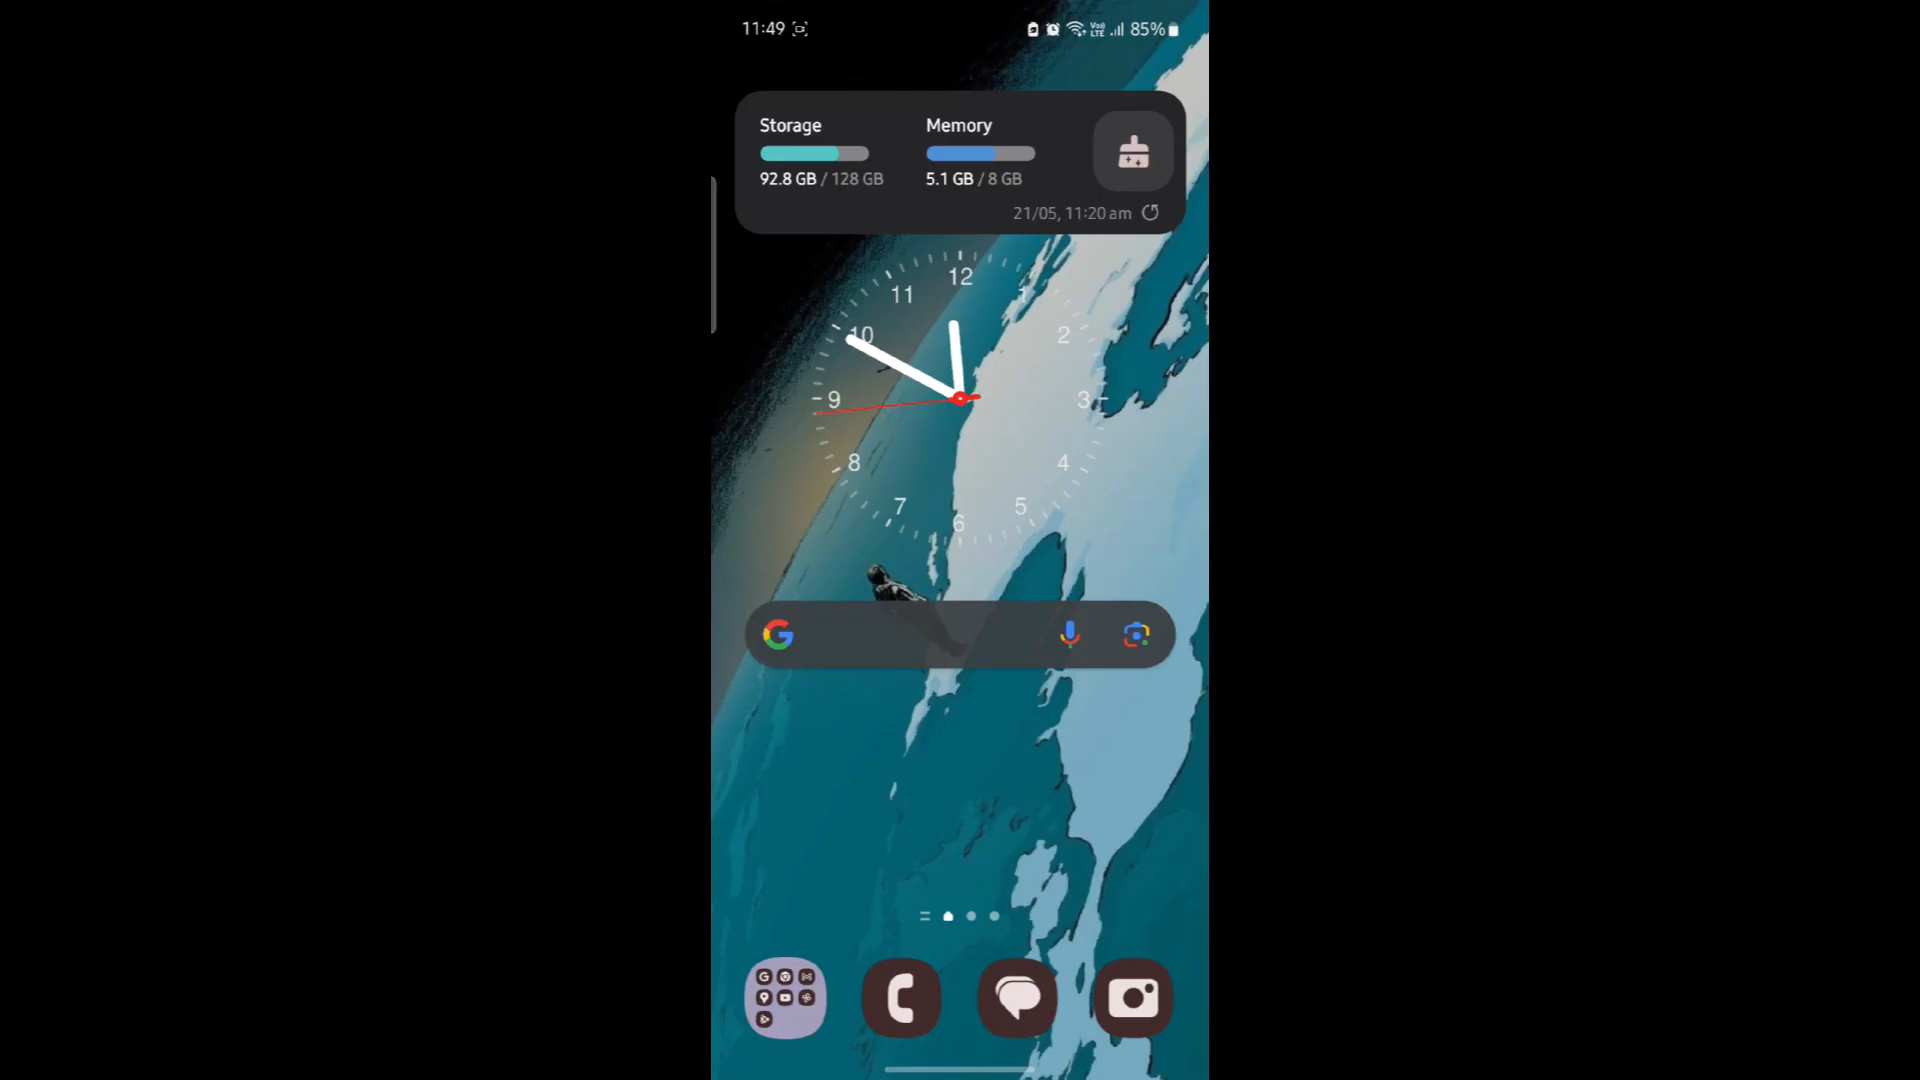 11:49 85%
Storage Memory
92.8 GB / 128 GB 5.1 GB / 8 GB
21/05, 11:20 am
12
11 1
10 2
9 3
8 4
7 5
6